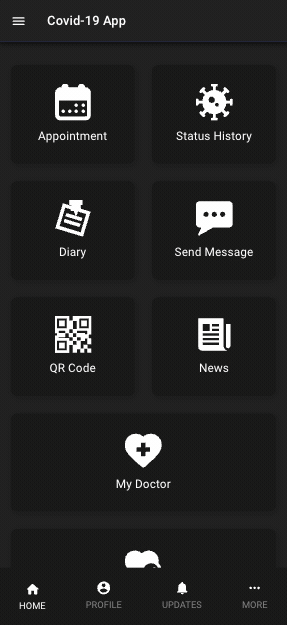 Covid-19 App
Appointment
Status History
Diary
Send Message
QR Code
News
My Doctor
HOME
PROFILE
UPDATES
MORE